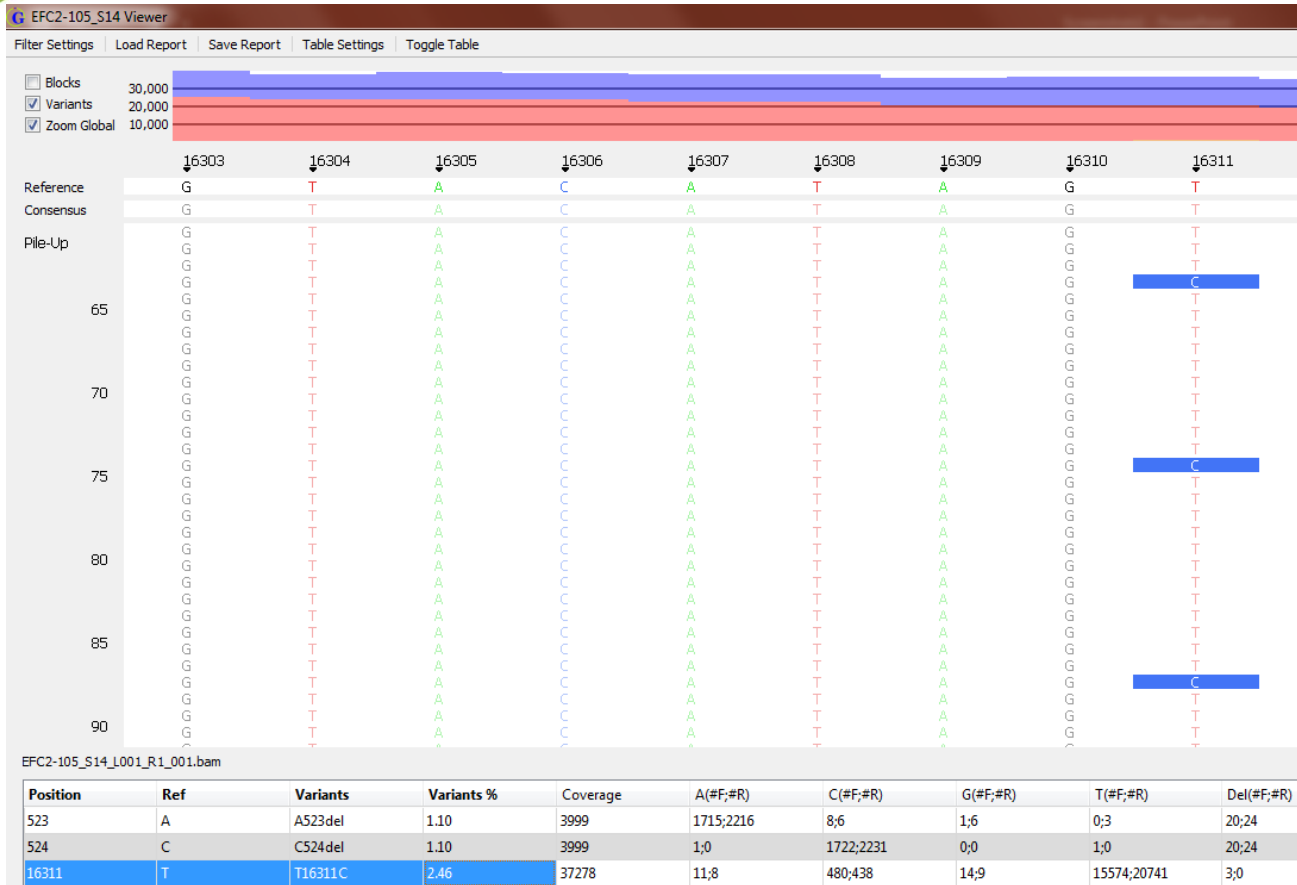 EFC2-105_S14 Viewer
Filter Settings Load Report Save Report Table Settings Toggle Table
Blocks
Variants
Zoom Global
30,000
20,000
10,000
16303 16304 16305 16306 16307 16308 16309 16310 16311
Reference G T A C A T A G T
Consensus G T A C A T A G T
G T A C A T A G T
Pile-Up G T A C A T A G T
G T A C A T A G T
G T A C A T A G C
G T A C A T A G T
65 G T A C A T A G T
G T A C A T A G T
G T A C A T A G T
G T A C A T A G T
G T A C A T A G T
70 G T A C A T A G T
G T A C A T A G T
G T A C A T A G T
G T A C A T A G T
G T A C A T A G C
75 G T A C A T A G T
G T A C A T A G T
G T A C A T A G T
G T A C A T A G T
G T A C A T A G T
80 G T A C A T A G T
G T A C A T A G T
G T A C A T A G T
G T A C A T A G T
G T A C A T A G T
85 G T A C A T A G T
G T A C A T A G T
G T A C A T A G C
G T A C A T A G T
G T A C A T A G T
90 G T A C A T A G T
EFC2-105_S14_L001_R1_001.bam
Position Ref Variants Variants % Coverage A(#F;#R) C(#F;#R) G(#F;#R) T(#F;#R) Del(#F;#R)
523 A A523del 1.10 3999 1715;2216 8;6 1;6 0;3 20;24
524 C C524del 1.10 3999 1;0 1722;2231 0;0 1;0 20;24
16311 T T16311C 2.46 37278 11;8 480;438 14;9 15574;20741 3;0